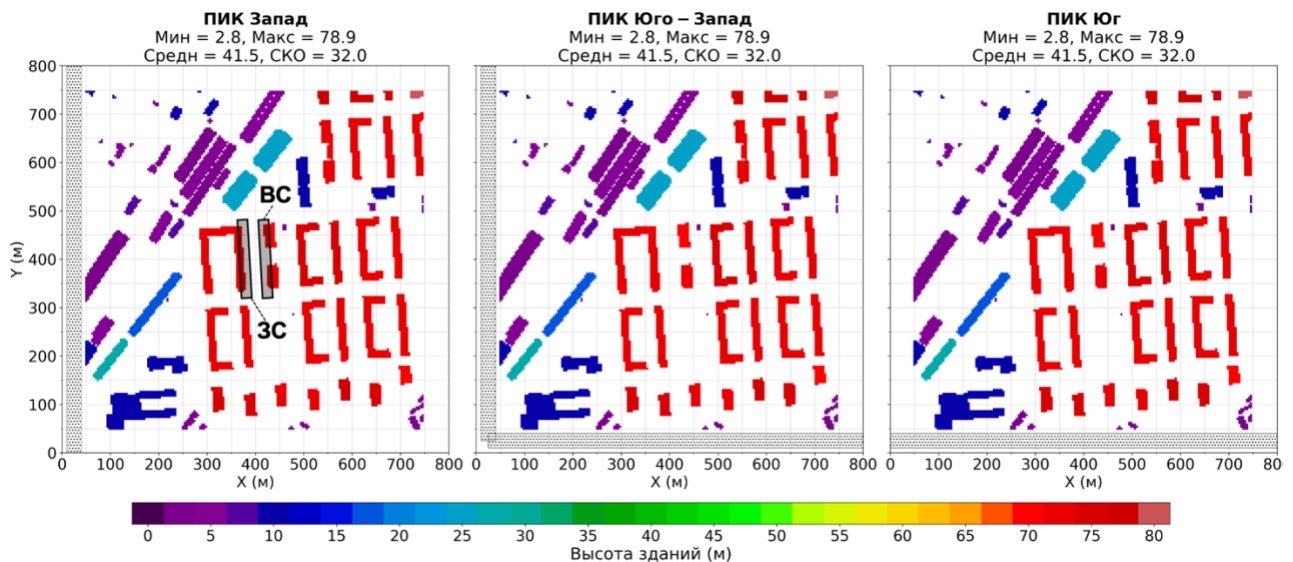 ПИК Запад
Мин = 2.8, Макс = 78.9
Средн = 41.5, СКО = 32.0
ПИК Юго – Запад
Мин = 2.8, Макс = 78.9
Средн = 41.5, СКО = 32.0
ПИК Юг
Мин = 2.8, Макс = 78.9
Средн = 41.5, СКО = 32.0
800
700
600
500
400
300
200
100
0
Y (м)
ВС
ЗС
0 100 200 300 400 500 600 700 800
X (м)
0 100 200 300 400 500 600 700 800
X (м)
0 100 200 300 400 500 600 700 80
X (м)
0 5 10 15 20 25 30 35 40 45 50 55 60 65 70 75 80
Высота зданий (м)